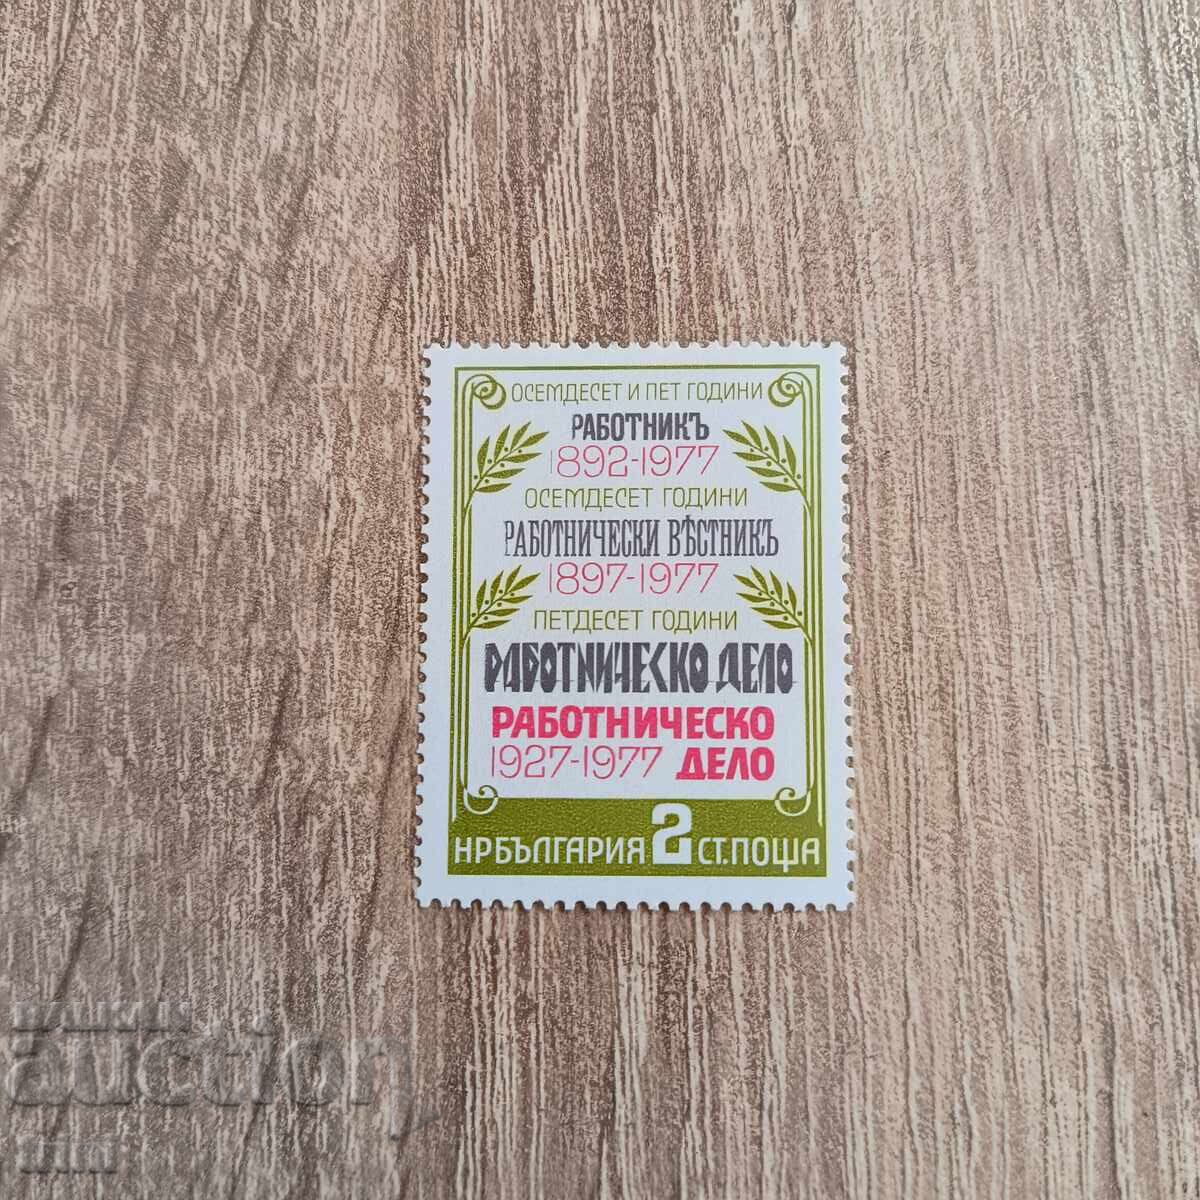 ОСЕМДЕСЕТ И ПЕТ ГОДИНИ
РАБОТНИКЪ
1892-1977
ОСЕМДЕСЕТ ГОДИНИ
РАБОТНИЧЕСКИ ВѢСТНИКЪ
1897-1977
ПЕТДЕСЕТ ГОДИНИ
РАБОТНИЧЕСКО ДЕЛО
РАБОТНИЧЕСКО
1927-1977 ДЕЛО
НРБЪЛГАРИЯ 2 СТ.ПОЩА
BALKAN
auction